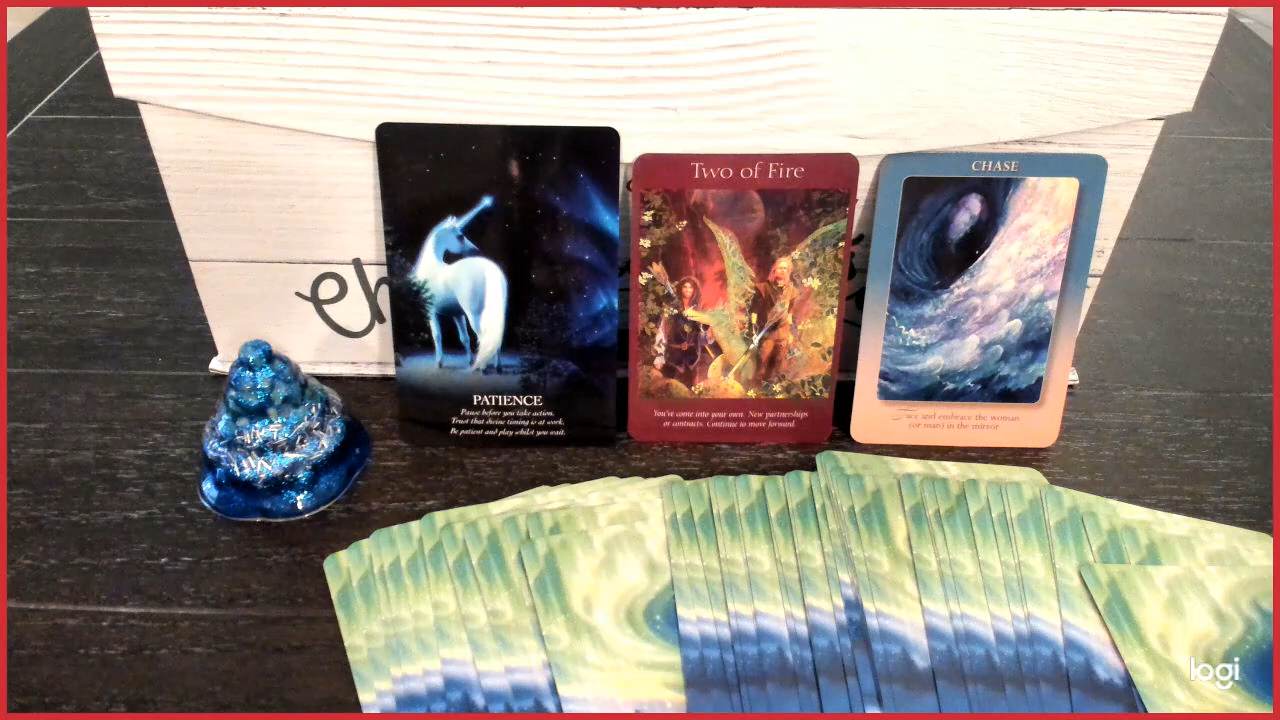 Ch
PATIENCE
Pause before you take action.
Trust that divine timing is at work.
Be patient and play whilst you wait.
Two of Fire
You've come into your own. New partnerships
or contracts. Continue to move forward.
CHASE
and embrace the woman
(or man) in the mirror
logi